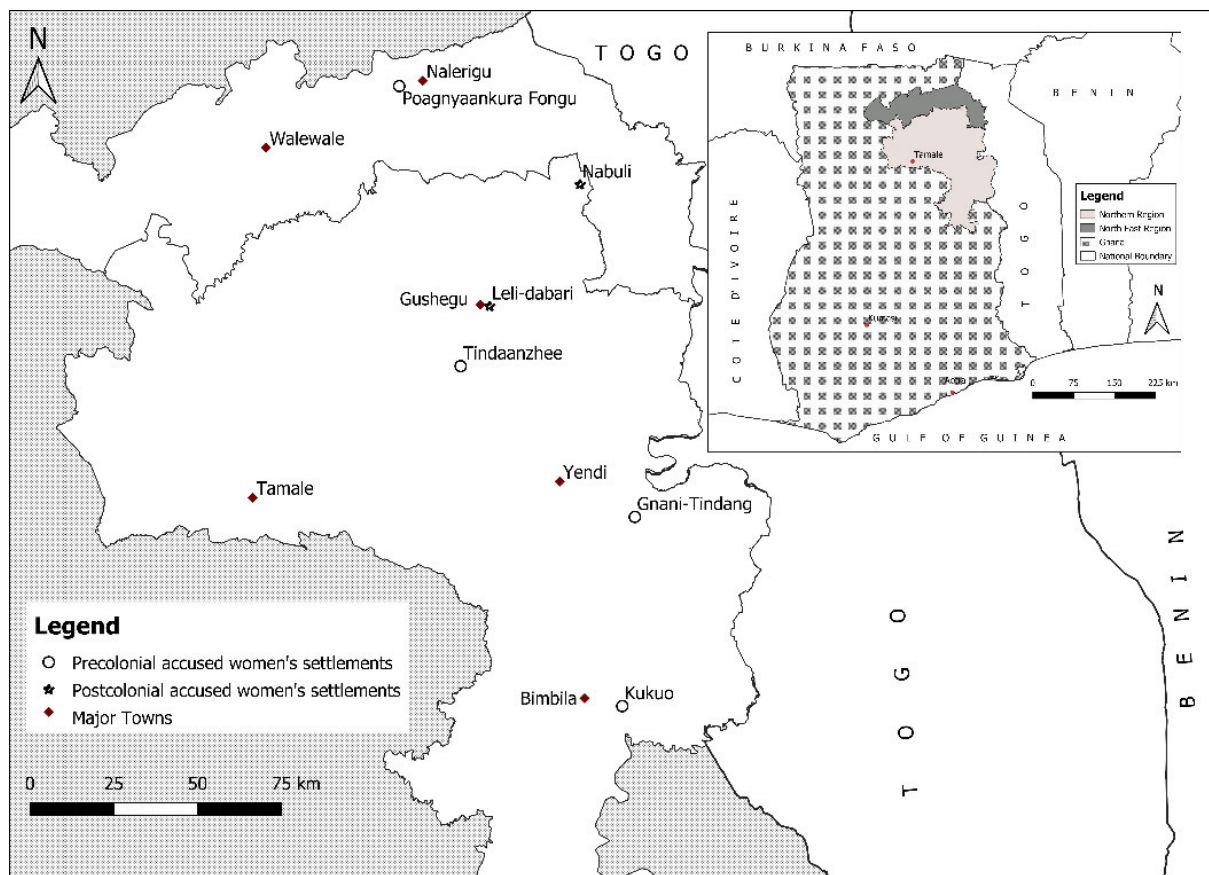 N
TOGO
Nalerigu
Poagnyaankura Fongu
Walewale
Nabuli
Gushegu
Leli-dabari
Tindaanzhee
Yendi
Tamale
Gnani-Tindang
Bimbila
Kukuo
TOGO
BENIN
Legend
Precolonial accused women's settlements
Postcolonial accused women's settlements
Major Towns
0 25 50 75 km
BURKINA FASO
BENIN
Tamale
COTE DIVOIRE
TOGO
Legend
Northern Region
North East Region
Ghana
National Boundary
N
Kumasi
Accra
0 75 150 225 km
GULF OF GUINEA